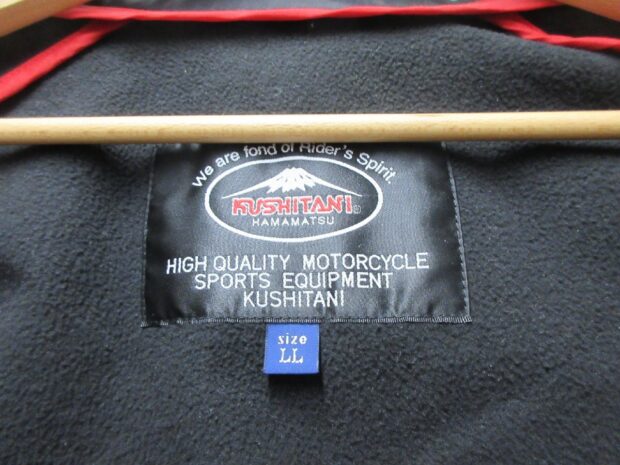 We are fond of Rider's Spirit.
KUSHITANI®
HAMAMATSU
HIGH QUALITY MOTORCYCLE
SPORTS EQUIPMENT
KUSHITANI
size
LL